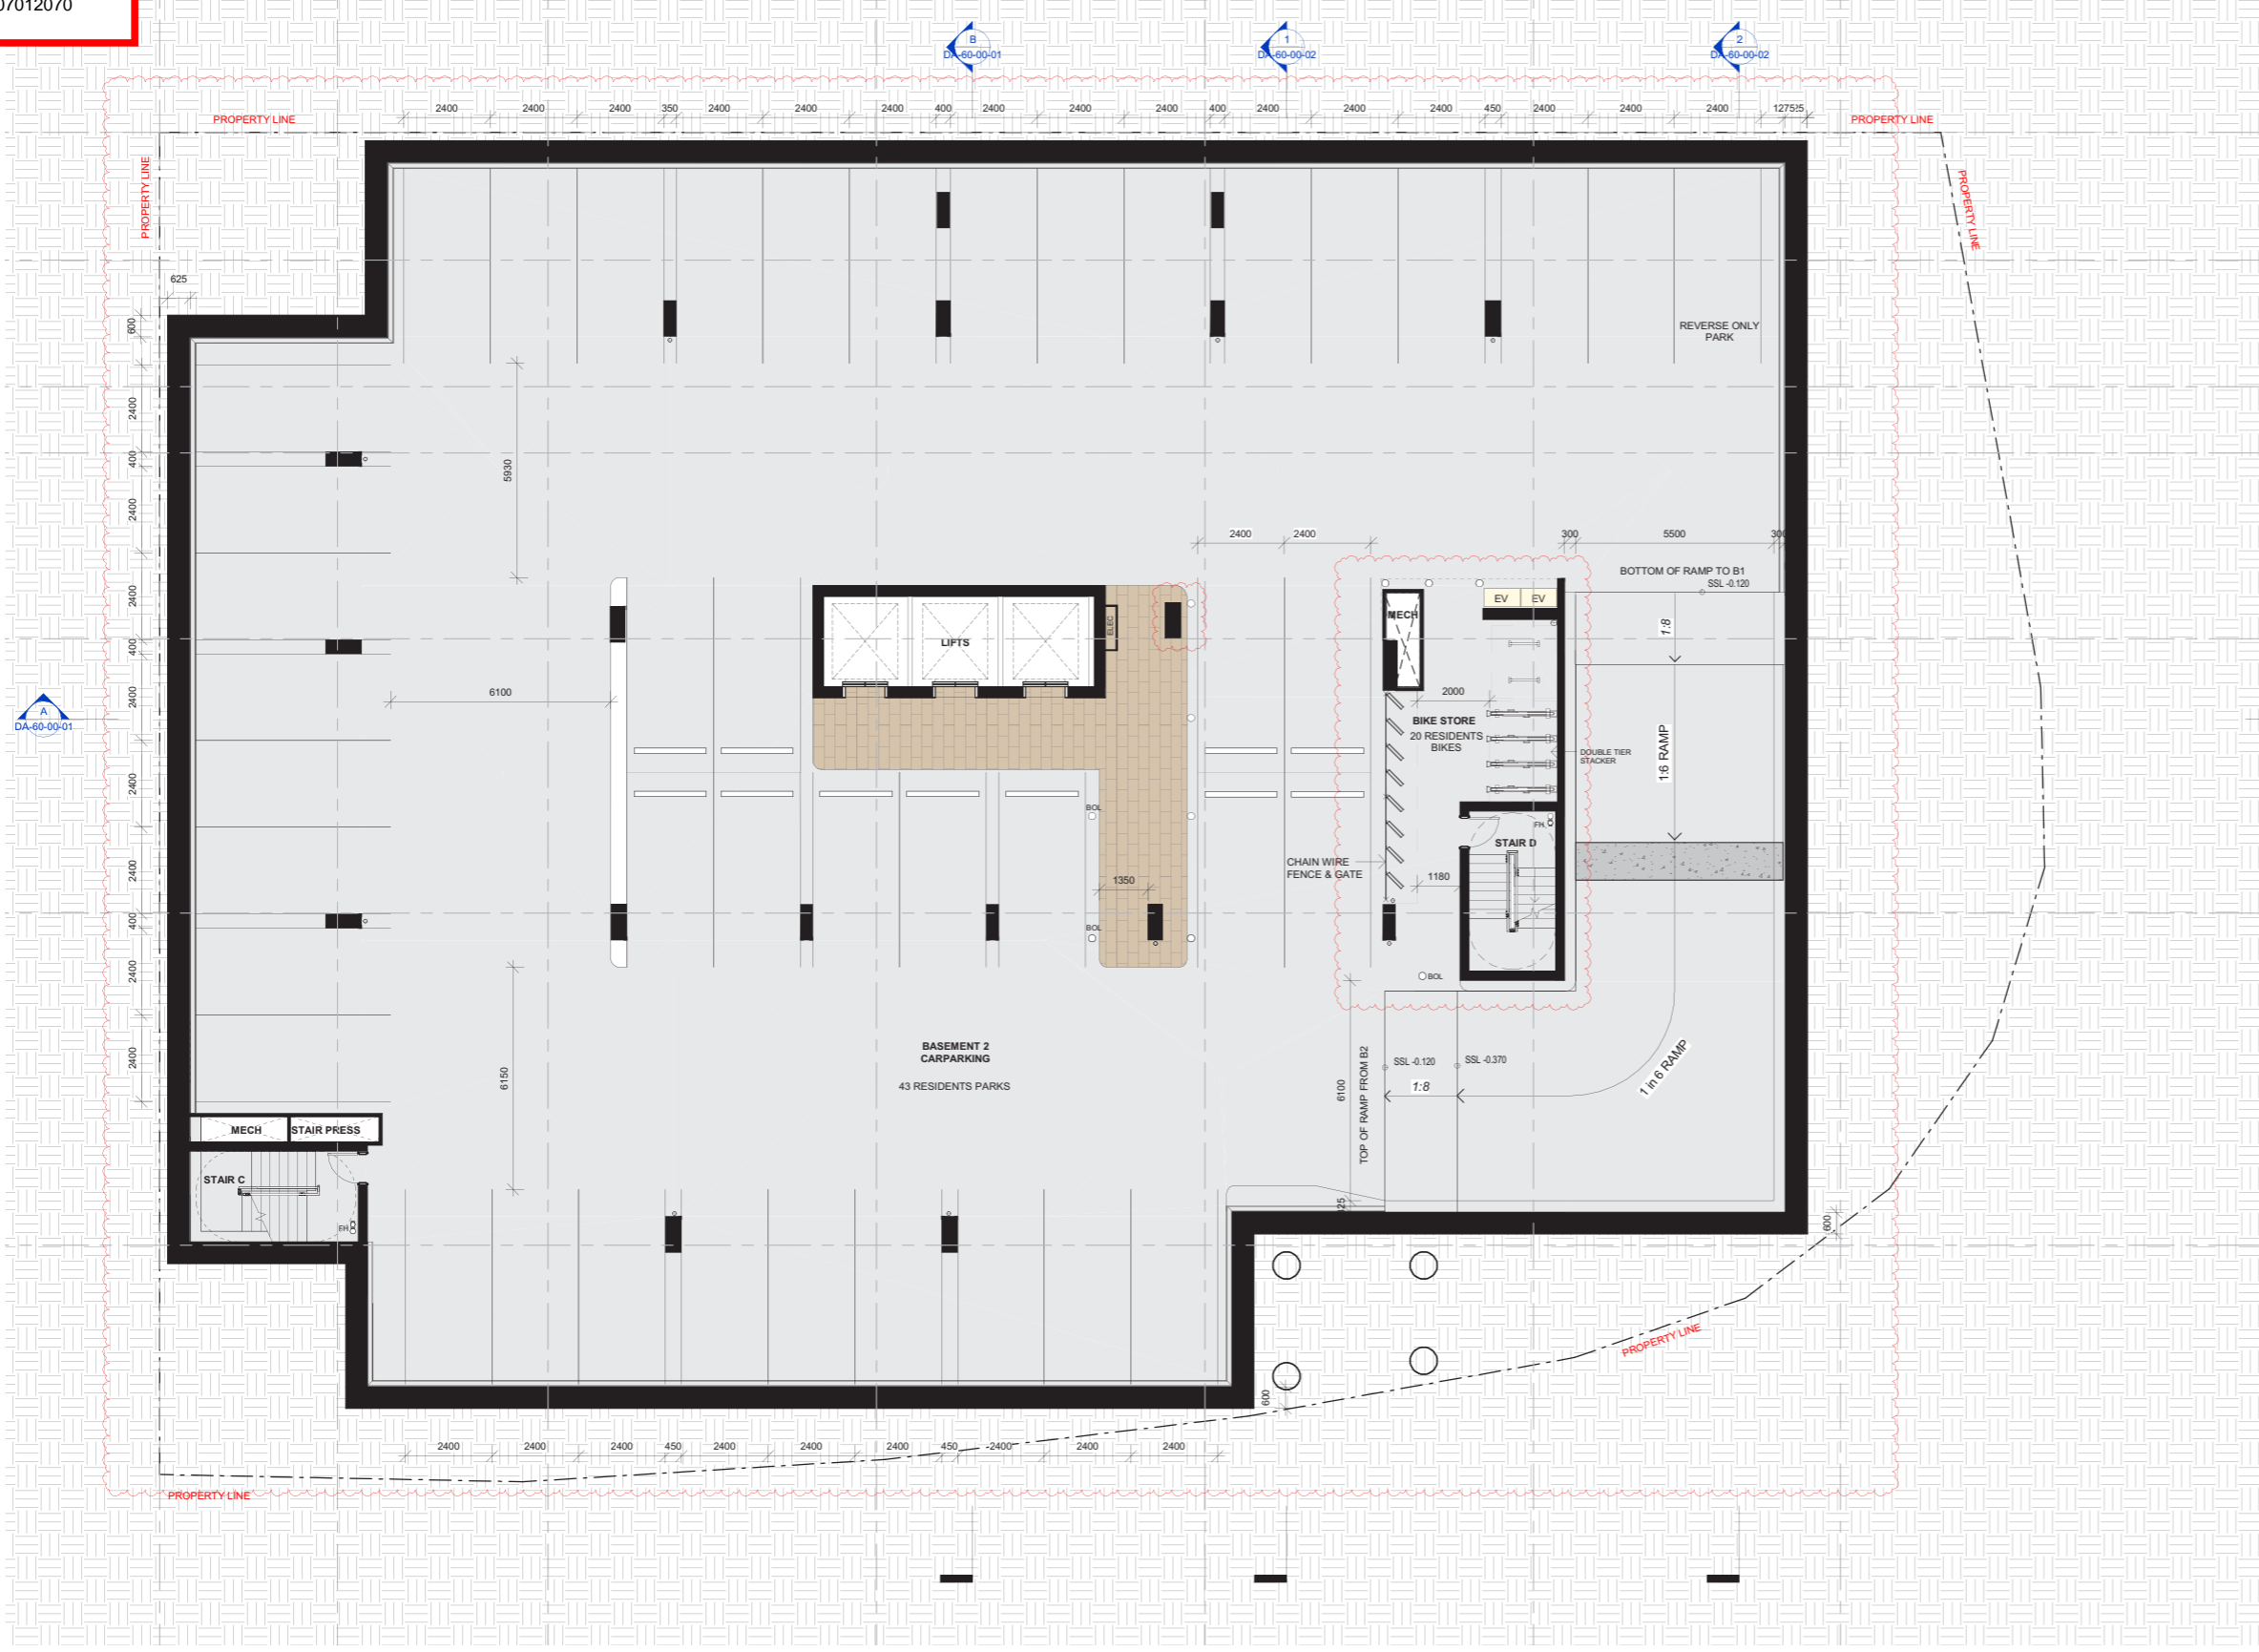 07012070
B
DA-60-00-01
1
DA-60-00-02
2
DA-60-00-02
2400 2400 2400 350 2400 2400 2400 400 2400 2400 2400 400 2400 2400 2400 450 2400 2400 2400
PROPERTY LINE
PROPERTY LINE
PROPERTY LINE
PROPERTY LINE
625
600
REVERSE ONLY
PARK
2400
400
2400
2400
400
2400
2400
2400
400
2400
2400
5930
2400 2400
300 5500 300
BOTTOM OF RAMP TO B1
SSL -0.120
1:8
EV EV
MECH
LIFTS
ELEC
6100
2000
BIKE STORE
20 RESIDENTS
BIKES
DOUBLE TIER
STACKER
1:6 RAMP
A
DA-60-00-01
BOL
FH.
STAIR D
CHAIN WIRE
FENCE & GATE
1350
1180
BOL
BOL
BASEMENT 2
CARPARKING
43 RESIDENTS PARKS
6150
6100
TOP OF RAMP FROM B2
SSL -0.120
SSL -0.370
1:8
1 in 6 RAMP
MECH
STAIR PRESS
STAIR C
FH.
600
PROPERTY LINE
600
2400 2400 2400 450 2400 2400 2400 450 2400 2400 2400
PROPERTY LINE